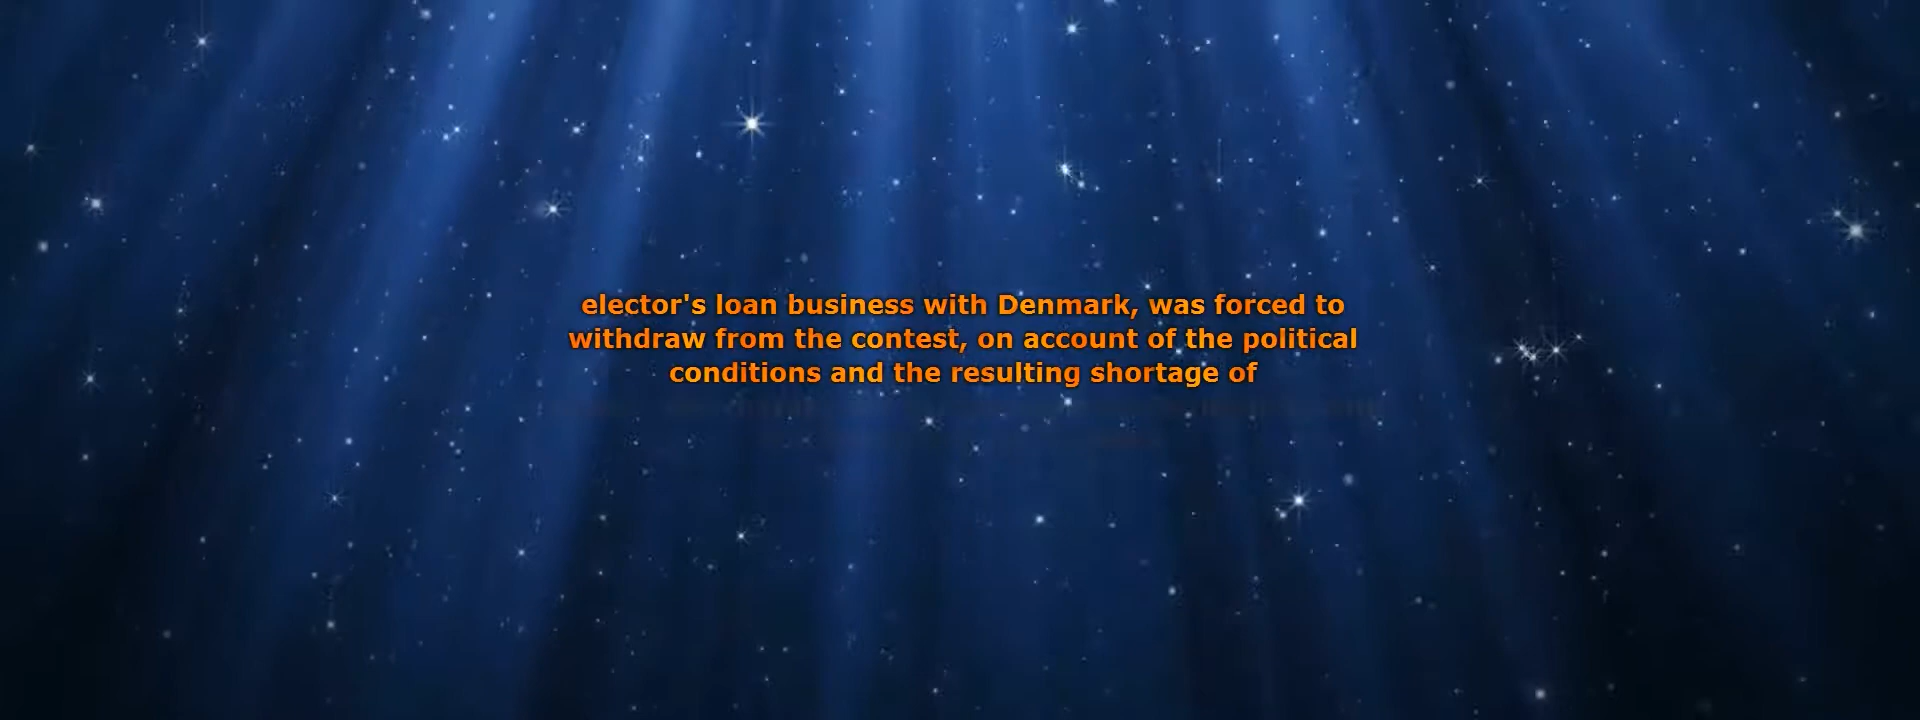 elector's loan business with Denmark, was forced to
withdraw from the contest, on account of the political
conditions and the resulting shortage of